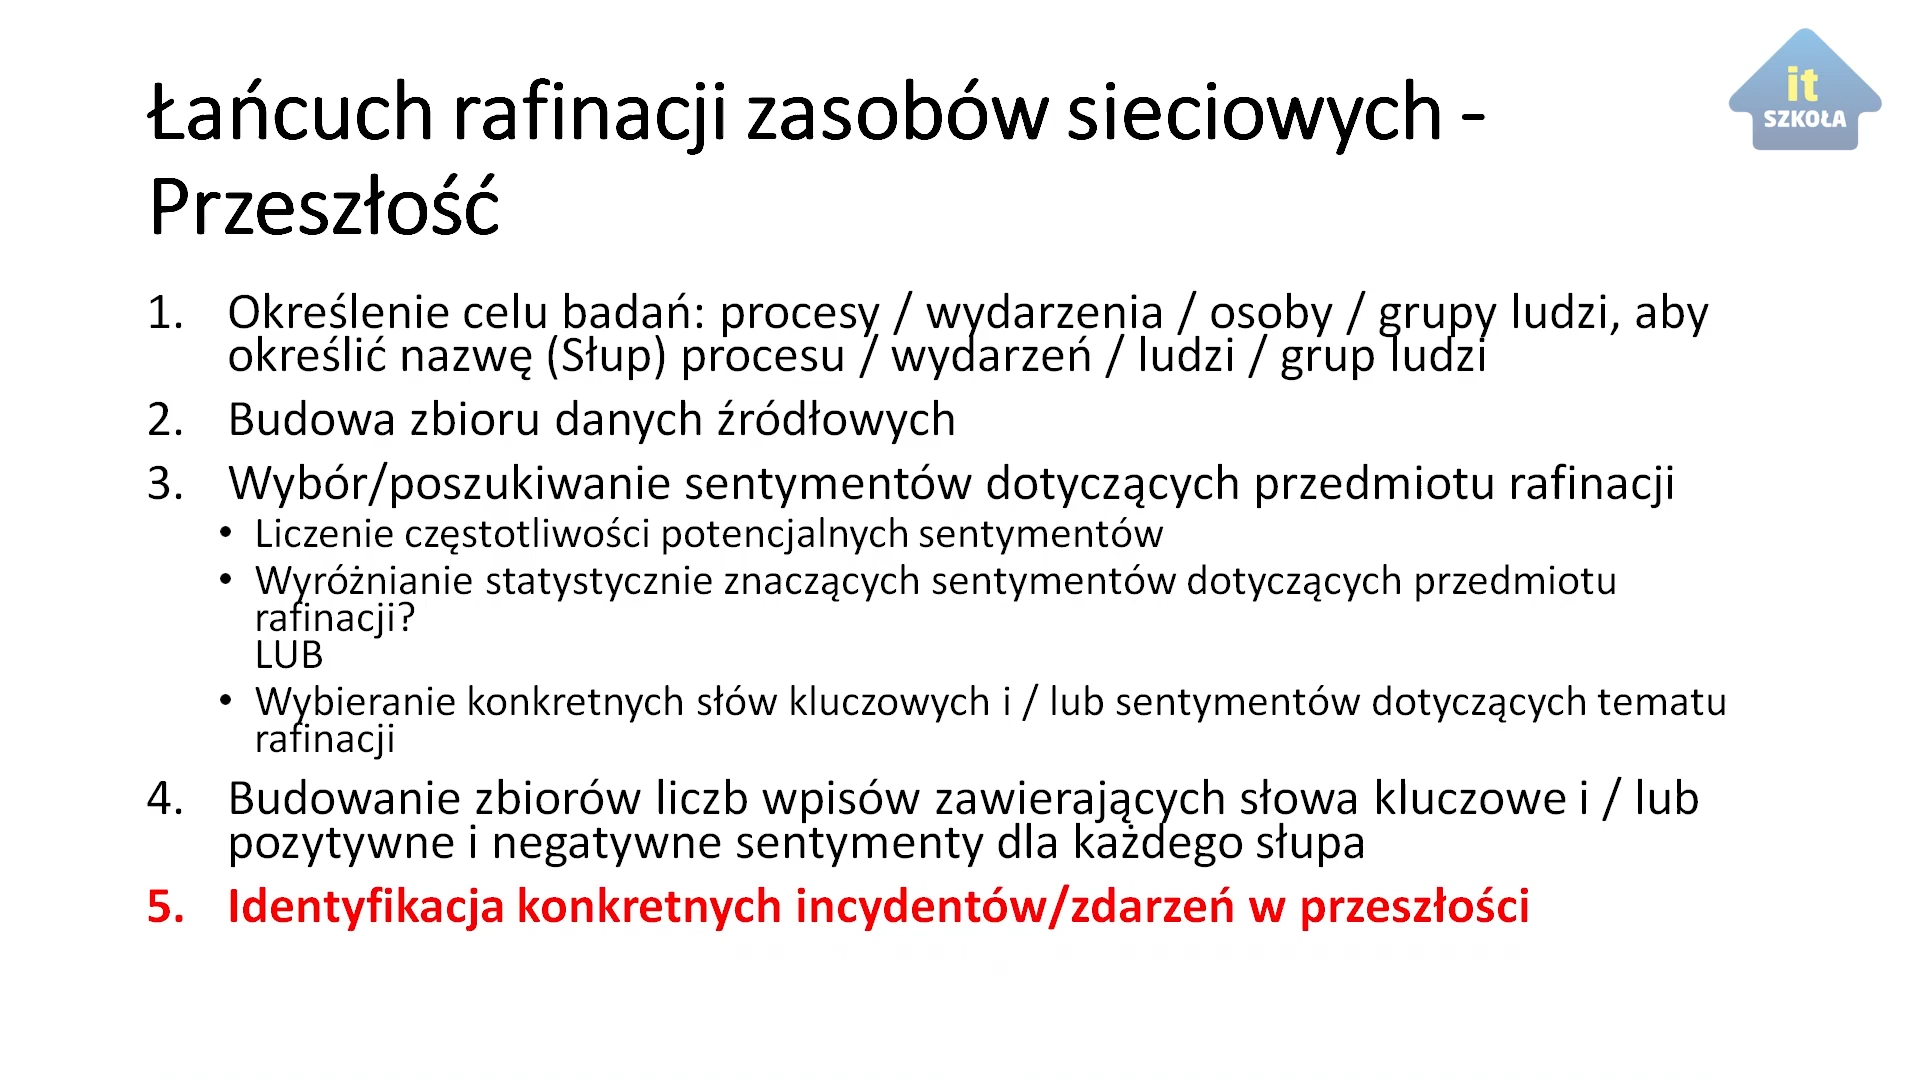 Łańcuch rafinacji zasobów sieciowych -
Przeszłość
it
SZKOŁA
1. Określenie celu badań: procesy / wydarzenia / osoby / grupy ludzi, aby
określić nazwę (Słup) procesu / wydarzeń / ludzi / grup ludzi
2. Budowa zbioru danych źródłowych
3. Wybór/poszukiwanie sentymentów dotyczących przedmiotu rafinacji
• Liczenie częstotliwości potencjalnych sentymentów
• Wyróżnianie statystycznie znaczących sentymentów dotyczących przedmiotu
rafinacji?
LUB
• Wybieranie konkretnych słów kluczowych i / lub sentymentów dotyczących tematu
rafinacji
4. Budowanie zbiorów liczb wpisów zawierających słowa kluczowe i / lub
pozytywne i negatywne sentymenty dla każdego słupa
5. Identyfikacja konkretnych incydentów/zdarzeń w przeszłości